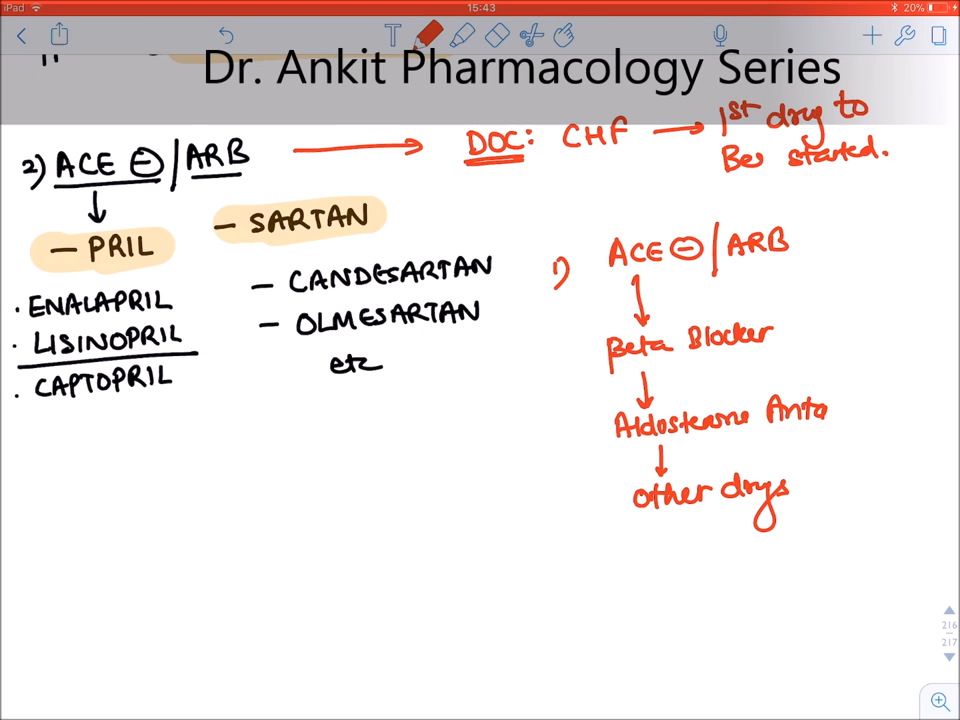 iPad 15:43 20%
Dr. Ankit Pharmacology Series
2) ACE ⊖ / ARB → DOC: CHF → 1st drug to
Be started.
- PRIL
- SARTAN
· ENALAPRIL
· LISINOPRIL
· CAPTOPRIL
- CANDESARTAN
- OLMESARTAN
etc
1) ACE ⊖ / ARB
↓
Beta Blocker
↓
Aldosterone Anta
↓
other drugs
216
217